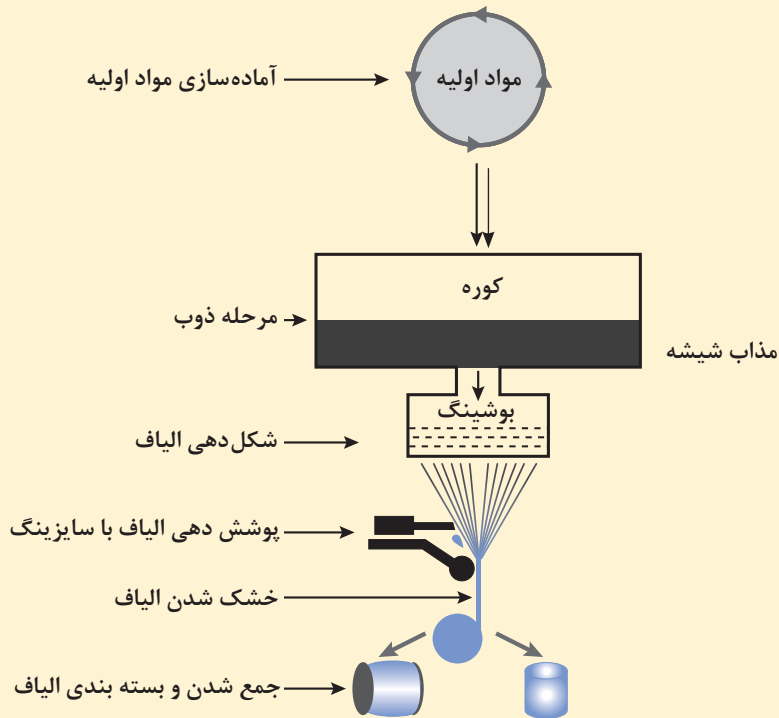 مواد اولیه
آماده‌سازی مواد اولیه
کوره
مرحله ذوب
مذاب شیشه
بوشینگ
شکل‌دهی الیاف
پوشش دهی الیاف با سایزینگ
خشک شدن الیاف
جمع شدن و بسته بندی الیاف